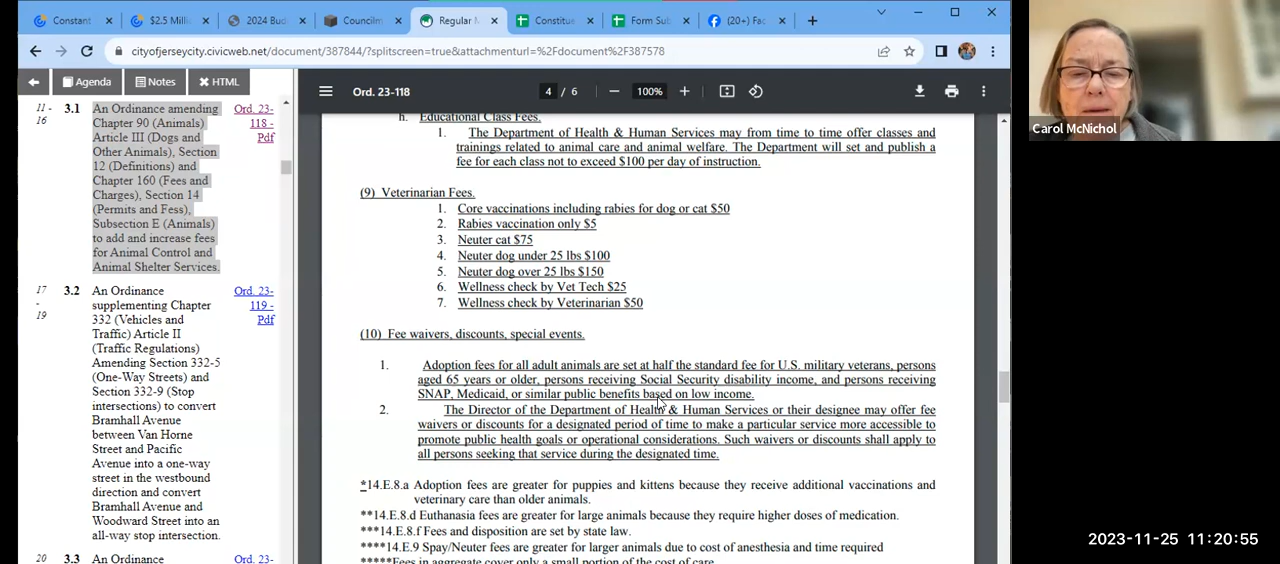 Constant
$2.5 Milli
2024 Bud
Councilm
Regular M
Constitue
Form Sub
(20+) Fac
cityofjerseycity.civicweb.net/document/387844/?splitscreen=true&attachmenturl=%2Fdocument%2F387578
Agenda
Notes
HTML
Ord. 23-118
4 / 6
100%
11 - 16
3.1
An Ordinance amending
Chapter 90 (Animals)
Article III (Dogs and
Other Animals), Section
12 (Definitions) and
Chapter 160 (Fees and
Charges), Section 14
(Permits and Fess),
Subsection E (Animals)
to add and increase fees
for Animal Control and
Animal Shelter Services.
Ord. 23-
118 -
Pdf
17
-
19
3.2
An Ordinance
supplementing Chapter
332 (Vehicles and
Traffic) Article II
(Traffic Regulations)
Amending Section 332-5
(One-Way Streets) and
Section 332-9 (Stop
intersections) to convert
Bramhall Avenue
between Van Horne
Street and Pacific
Avenue into a one-way
street in the westbound
direction and convert
Bramhall Avenue and
Woodward Street into an
all-way stop intersection.
Ord. 23-
119 -
Pdf
20
3.3
An Ordinance
Ord. 23-
h. Educational Class Fees.
1. The Department of Health & Human Services may from time to time offer classes and
trainings related to animal care and animal welfare. The Department will set and publish a
fee for each class not to exceed $100 per day of instruction.
(9) Veterinarian Fees.
1. Core vaccinations including rabies for dog or cat $50
2. Rabies vaccination only $5
3. Neuter cat $75
4. Neuter dog under 25 lbs $100
5. Neuter dog over 25 lbs $150
6. Wellness check by Vet Tech $25
7. Wellness check by Veterinarian $50
(10) Fee waivers, discounts, special events.
1. Adoption fees for all adult animals are set at half the standard fee for U.S. military veterans, persons
aged 65 years or older, persons receiving Social Security disability income, and persons receiving
SNAP, Medicaid, or similar public benefits based on low income.
2. The Director of the Department of Health & Human Services or their designee may offer fee
waivers or discounts for a designated period of time to make a particular service more accessible to
promote public health goals or operational considerations. Such waivers or discounts shall apply to
all persons seeking that service during the designated time.
*14.E.8.a Adoption fees are greater for puppies and kittens because they receive additional vaccinations and
veterinary care than older animals.
**14.E.8.d Euthanasia fees are greater for large animals because they require higher doses of medication.
***14.E.8.f Fees and disposition are set by state law.
****14.E.9 Spay/Neuter fees are greater for larger animals due to cost of anesthesia and time required
*****Fees in aggregate cover only a small portion of the cost of care.
Carol McNichol
2023-11-25 11:20:55